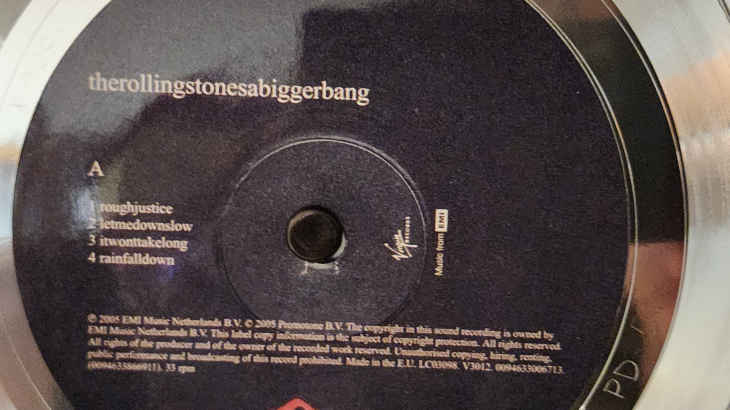 therollingstonesabiggerbang
A
1 roughjustice
2 letmedownslow
3 itwonttakelong
4 rainfalldown
Virgin
RECORDS
Music from EMI
℗ 2005 EMI Music Netherlands B.V. © 2005 Promotone B.V. The copyright in this sound recording is owned by
EMI Music Netherlands B.V. This label copy information is the subject of copyright protection. All rights reserved.
All rights of the producer and of the owner of the recorded work reserved. Unauthorised copying, hiring, renting,
public performance and broadcasting of this record prohibited. Made in the E.U. LC03098. V3012. 0094633006713.
(0094635866911). 33 rpm
PD